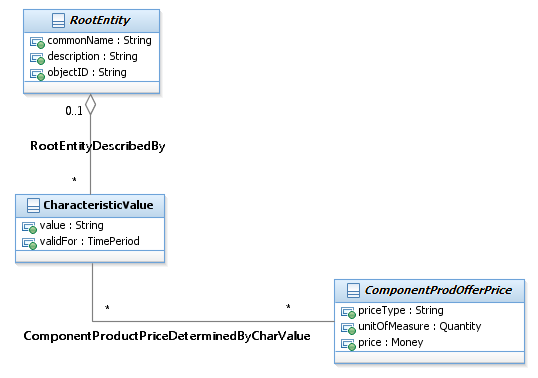 RootEntity
commonName : String
description : String
objectID : String
0..1
RootEntityDescribedBy
*
CharacteristicValue
value : String
validFor : TimePeriod
* *
ComponentProductPriceDeterminedByCharValue
ComponentProdOfferPrice
priceType : String
unitOfMeasure : Quantity
price : Money